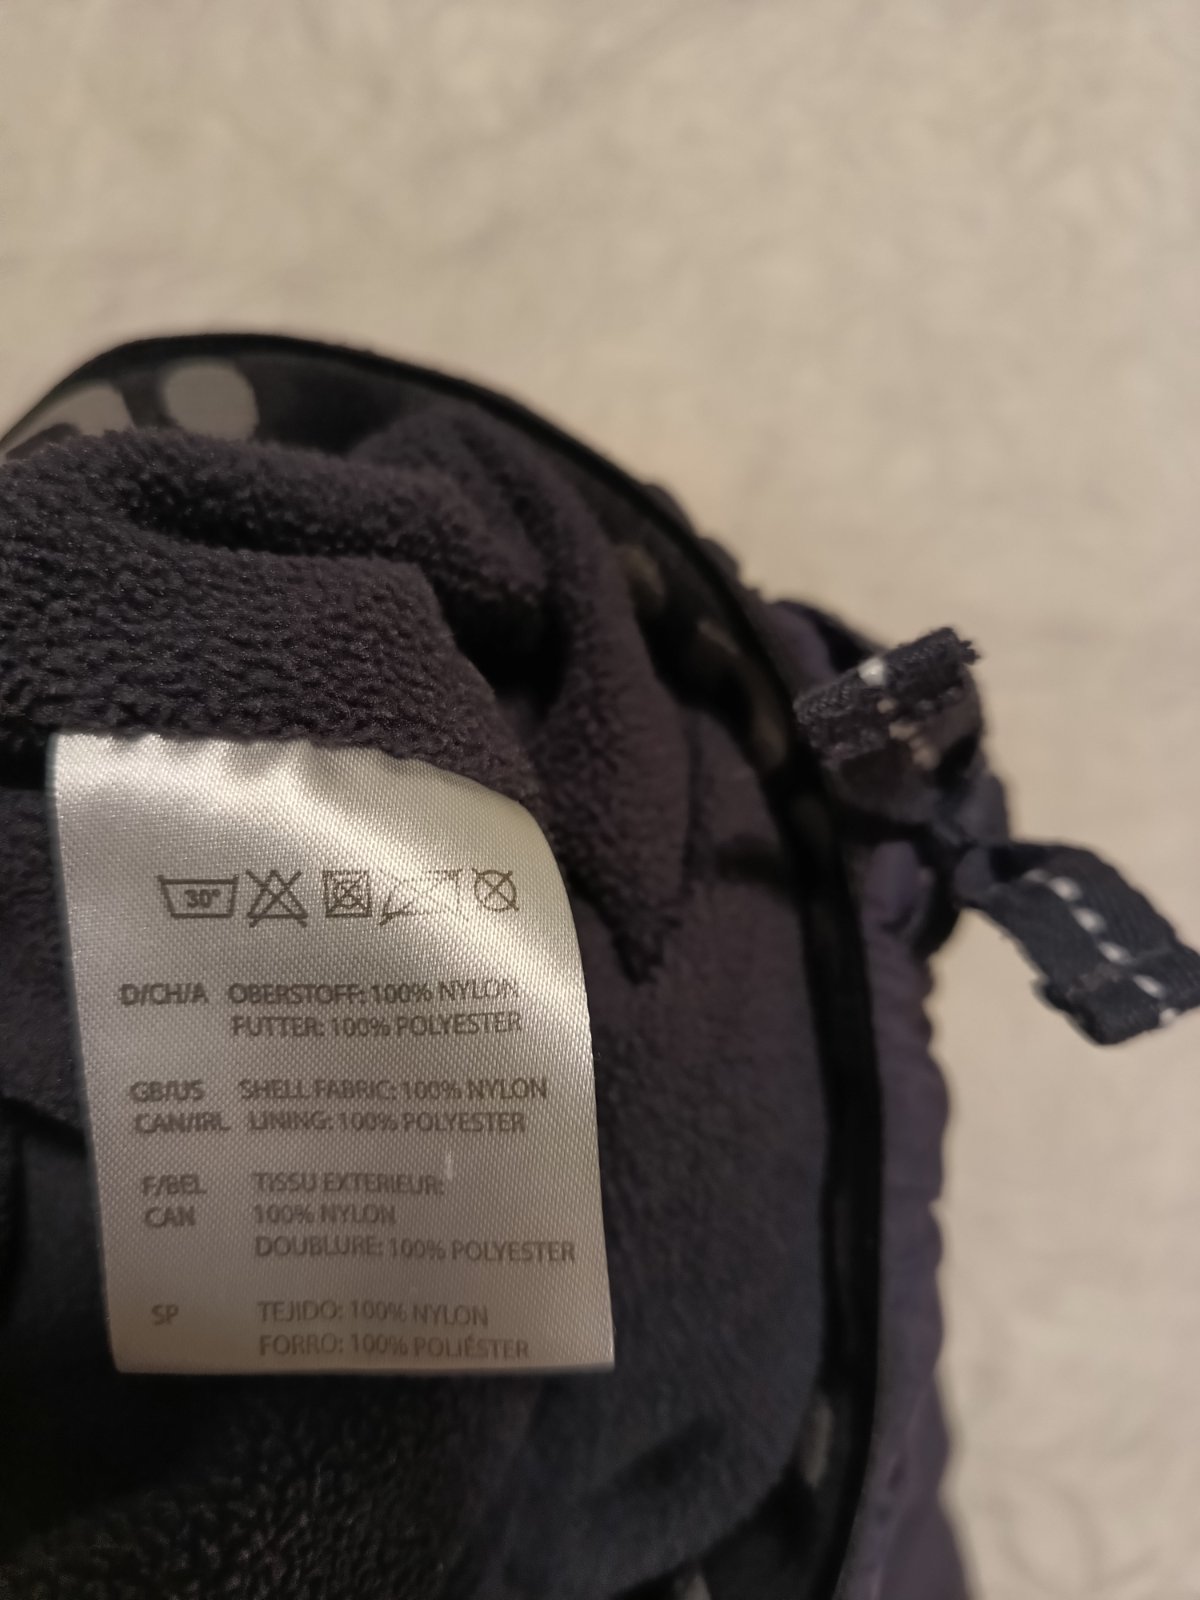 30°
D/CH/A OBERSTOFF: 100% NYLON
FUTTER: 100% POLYESTER
GB/US SHELL FABRIC: 100% NYLON
CAN/IRL LINING: 100% POLYESTER
F/BEL TISSU EXTERIEUR:
CAN 100% NYLON
DOUBLURE: 100% POLYESTER
SP TEJIDO: 100% NYLON
FORRO: 100% POLIÉSTER